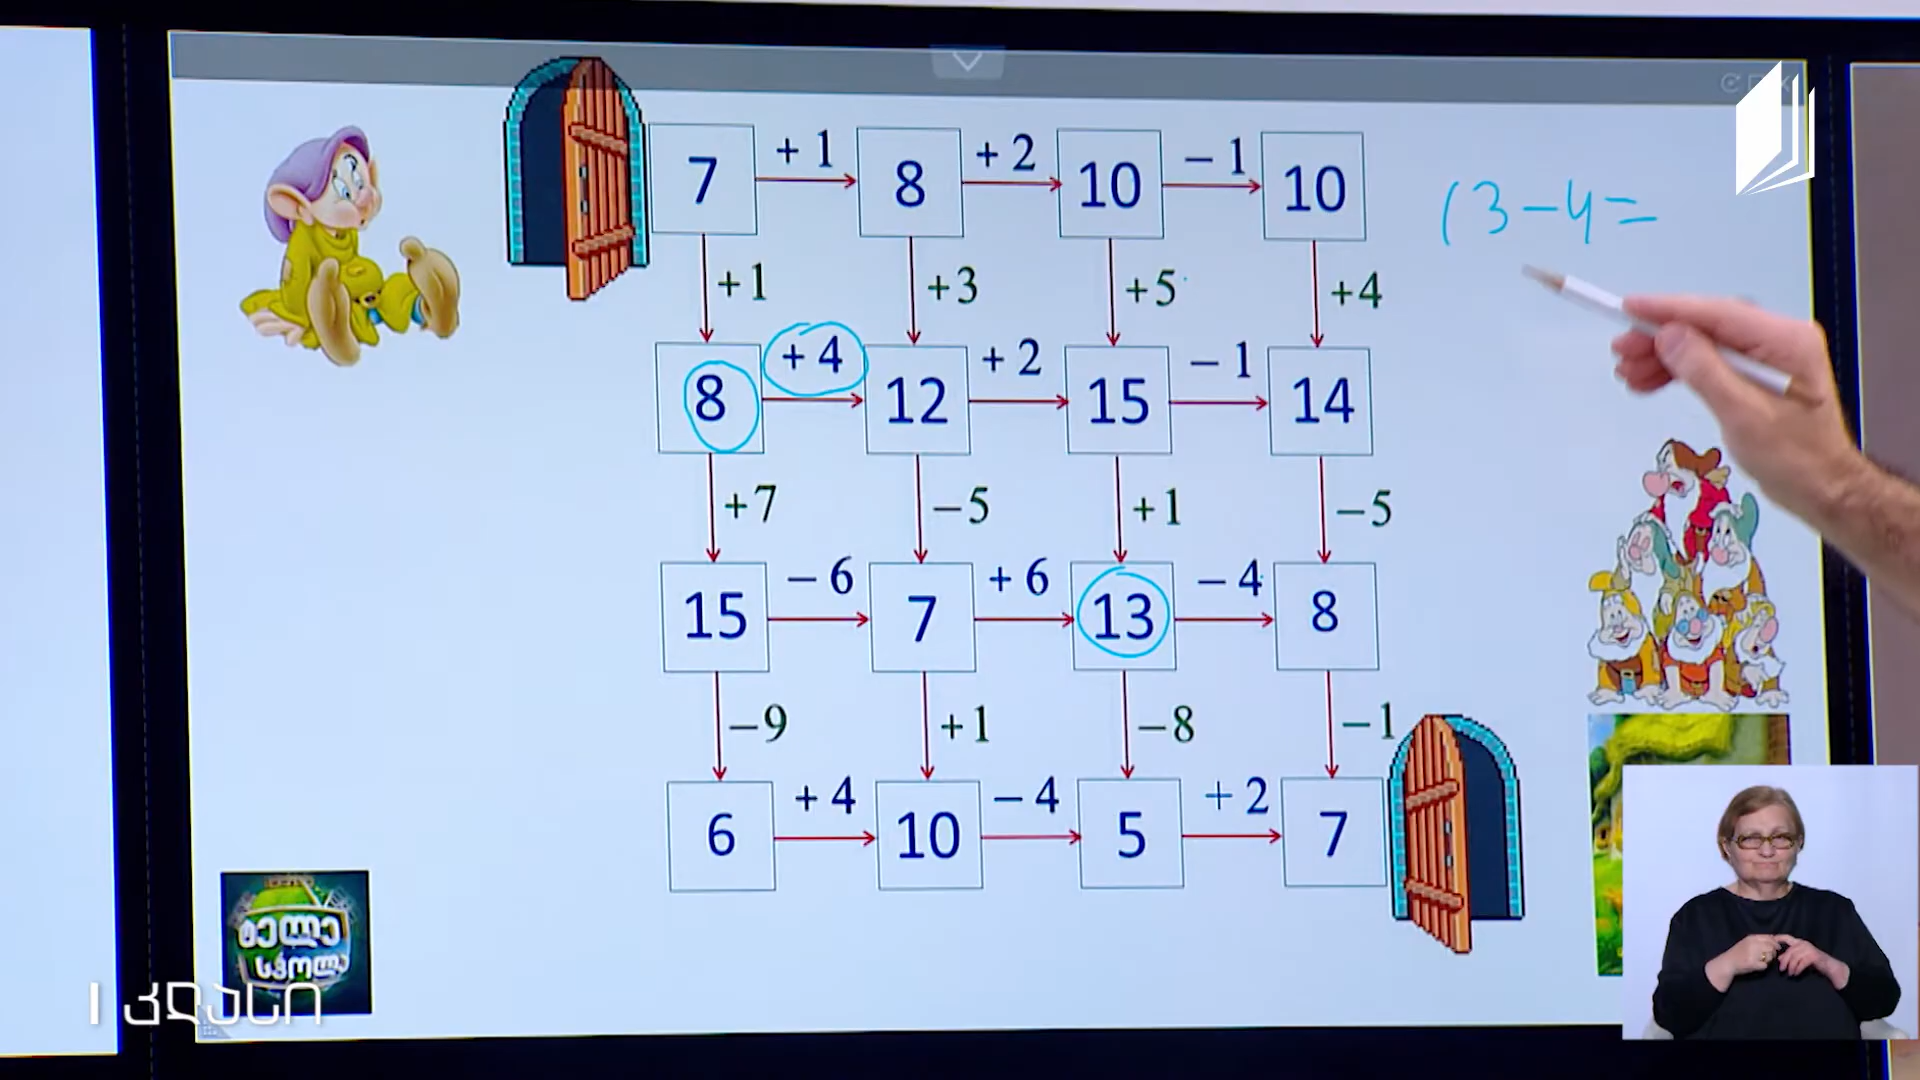 7 +1 8 +2 10 −1 10
13−4=
+1 +3 +5 +4
8 +4 12 +2 15 −1 14
+7 −5 +1 −5
15 −6 7 +6 13 −4 8
−9 +1 −8 −1
6 +4 10 −4 5 +2 7
ტელე
სკოლა
I კლასი